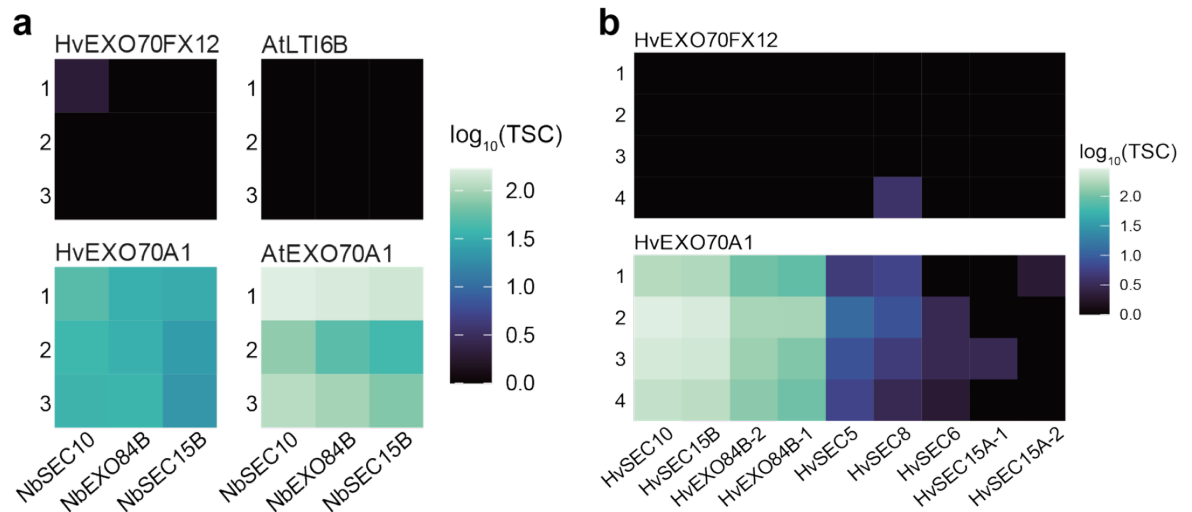 a
HvEXO70FX12
AtLTI6B
1
2
3
1
2
3
log10(TSC)
2.0
1.5
1.0
0.5
0.0
HvEXO70A1
AtEXO70A1
1
2
3
1
2
3
NbSEC10
NbEXO84B
NbSEC15B
NbSEC10
NbEXO84B
NbSEC15B
b
HvEXO70FX12
1
2
3
4
log10(TSC)
2.0
1.5
1.0
0.5
0.0
HvEXO70A1
1
2
3
4
HvSEC10
HvSEC15B
HvEXO84B-2
HvEXO84B-1
HvSEC5
HvSEC8
HvSEC6
HvSEC15A-1
HvSEC15A-2